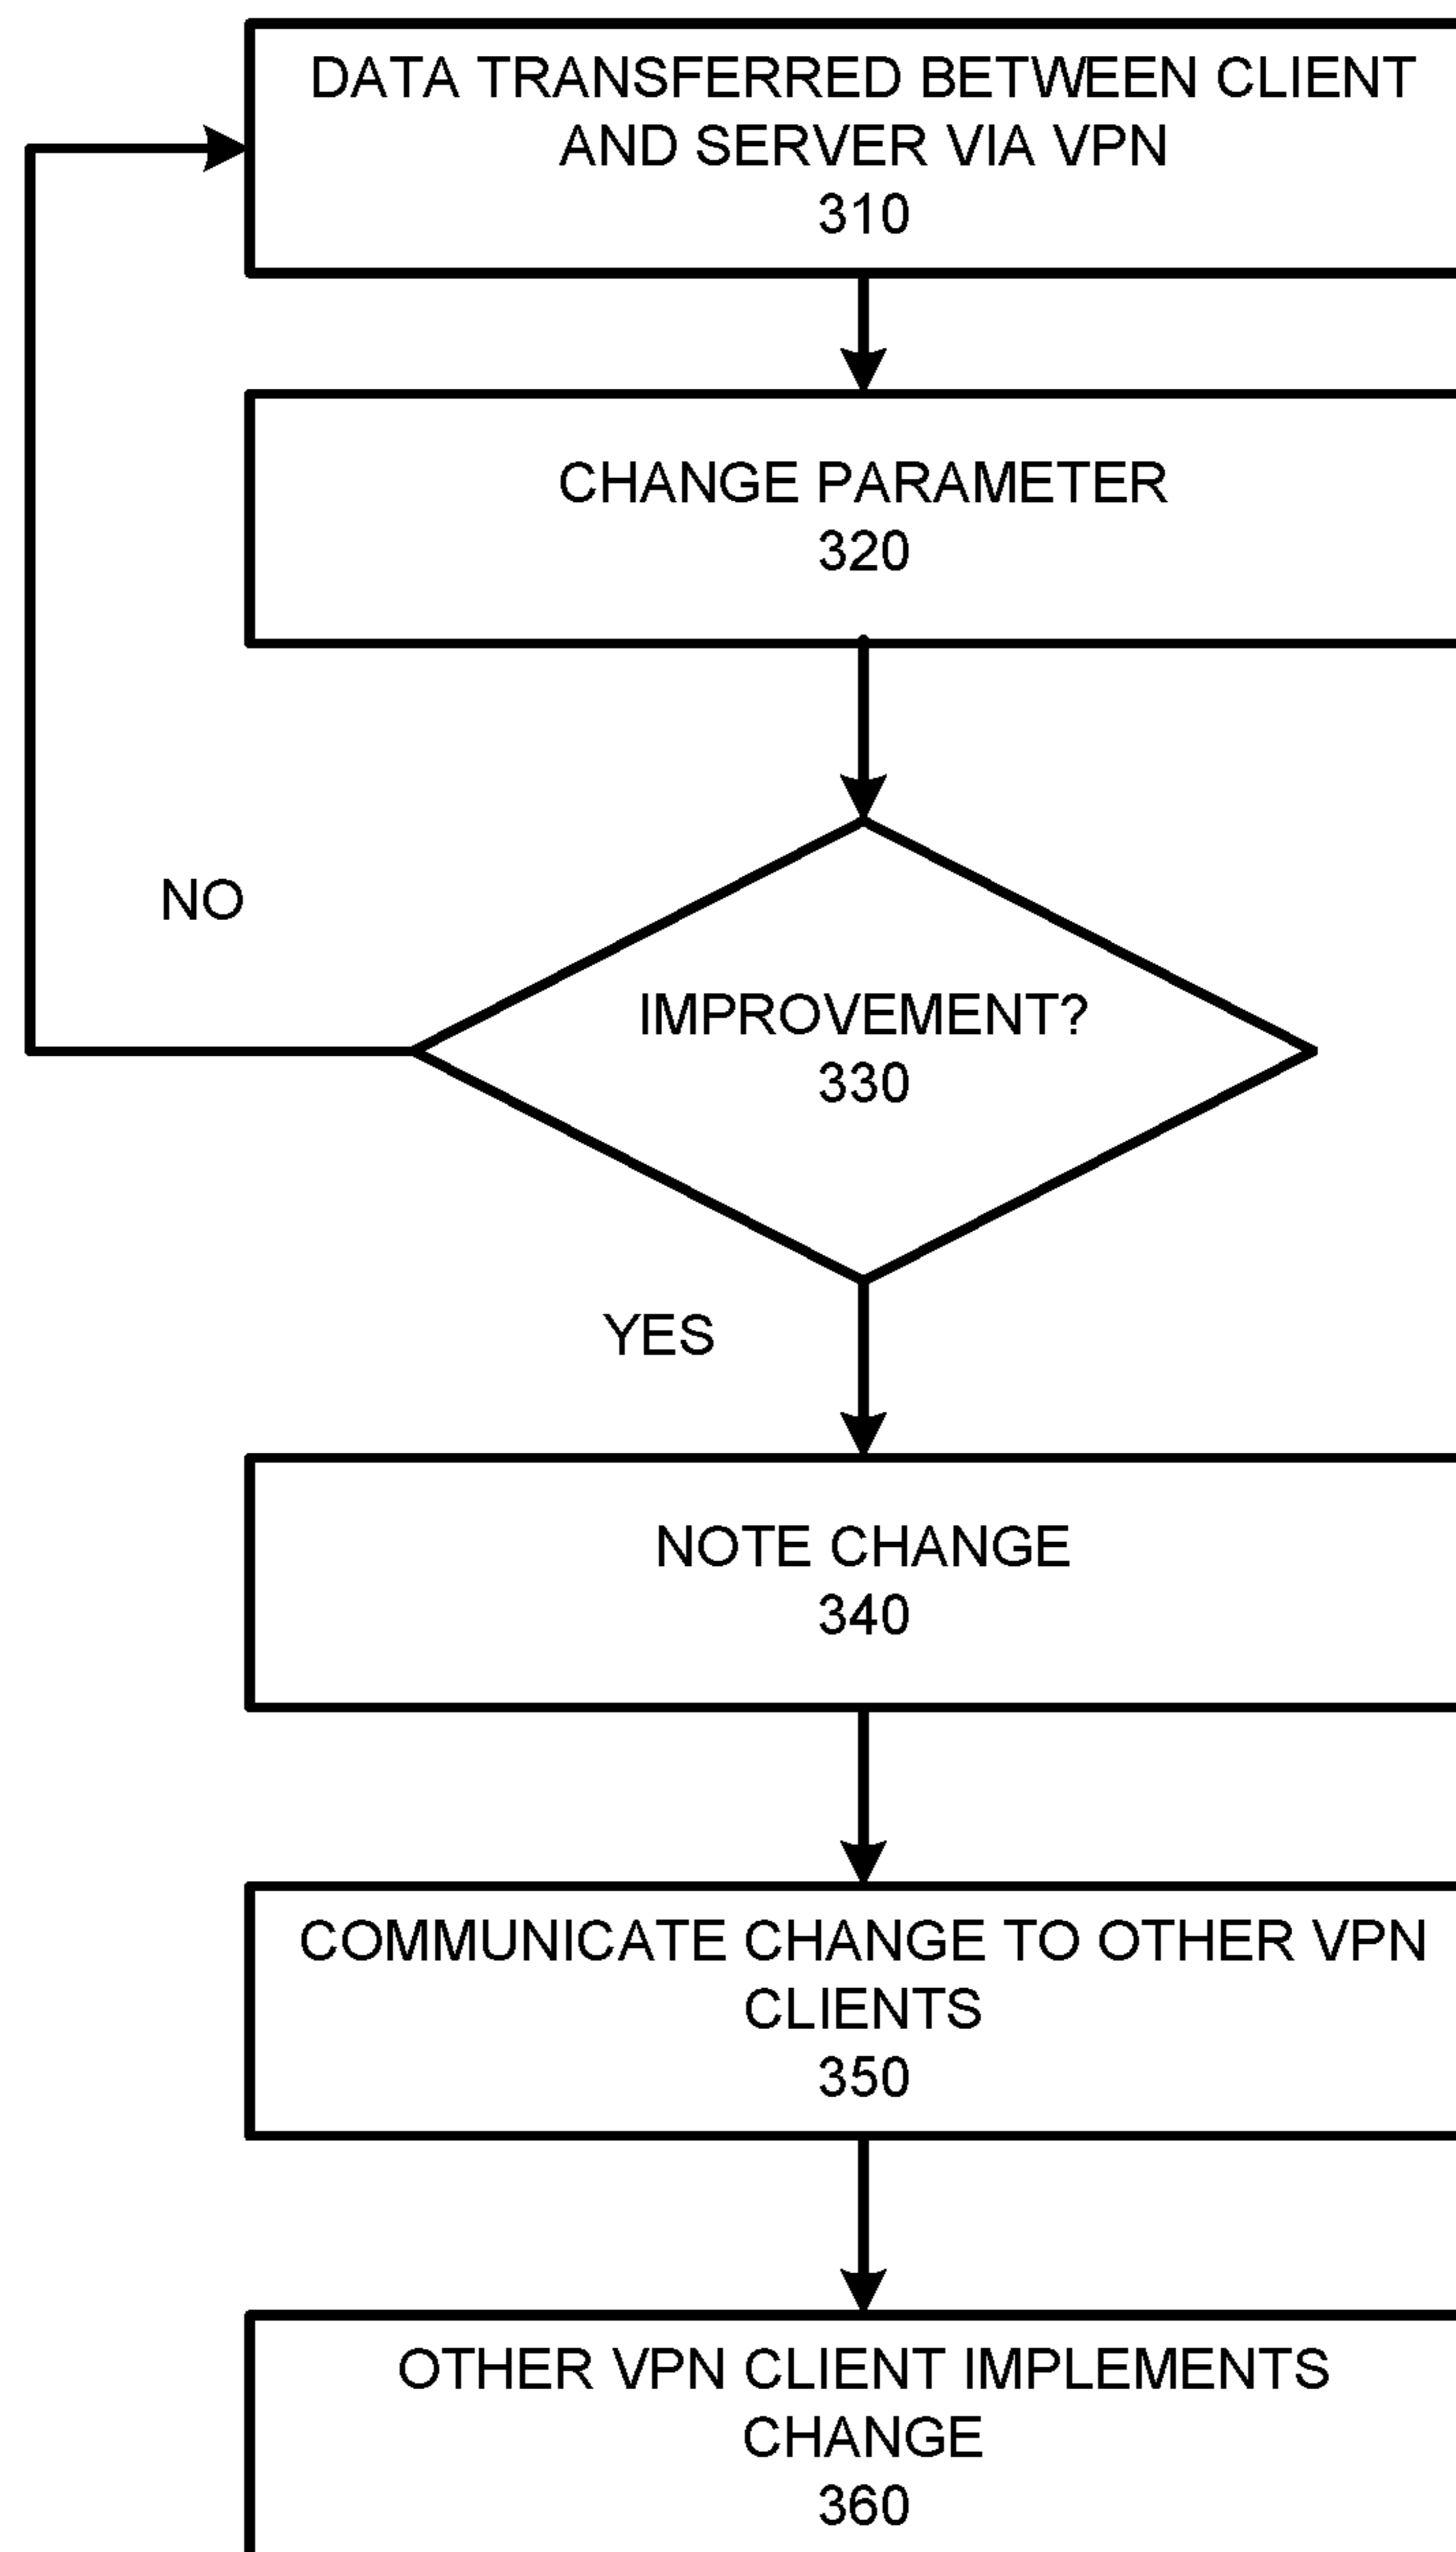 DATA TRANSFERRED BETWEEN CLIENT
AND SERVER VIA VPN
310
CHANGE PARAMETER
320
NO
IMPROVEMENT?
330
YES
NOTE CHANGE
340
COMMUNICATE CHANGE TO OTHER VPN
CLIENTS
350
OTHER VPN CLIENT IMPLEMENTS
CHANGE
360